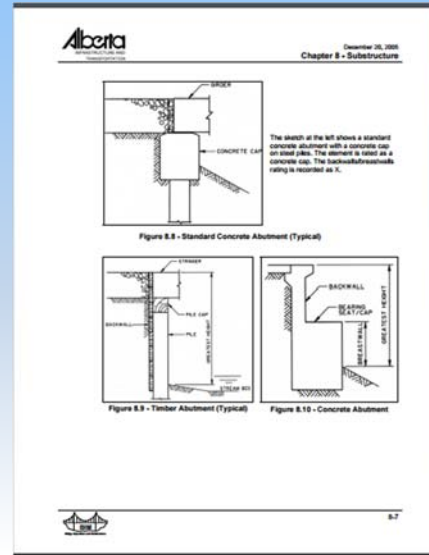 Alberta
INFRASTRUCTURE AND
TRANSPORTATION
December 20, 2005
Chapter 8 - Substructure
GIRDER
CONCRETE CAP
The sketch at the left shows a standard
concrete abutment with a concrete cap
on steel piles. The element is rated as a
concrete cap. The backwalls/breastwalls
rating is recorded as X.
Figure 8.8 - Standard Concrete Abutment (Typical)
STRINGER
PILE CAP
BACKWALL
PILE
GREATEST HEIGHT
STREAM BED
Figure 8.9 - Timber Abutment (Typical)
BACKWALL
BEARING
SEAT/CAP
BREASTWALL
GREATEST HEIGHT
Figure 8.10 - Concrete Abutment
8-7